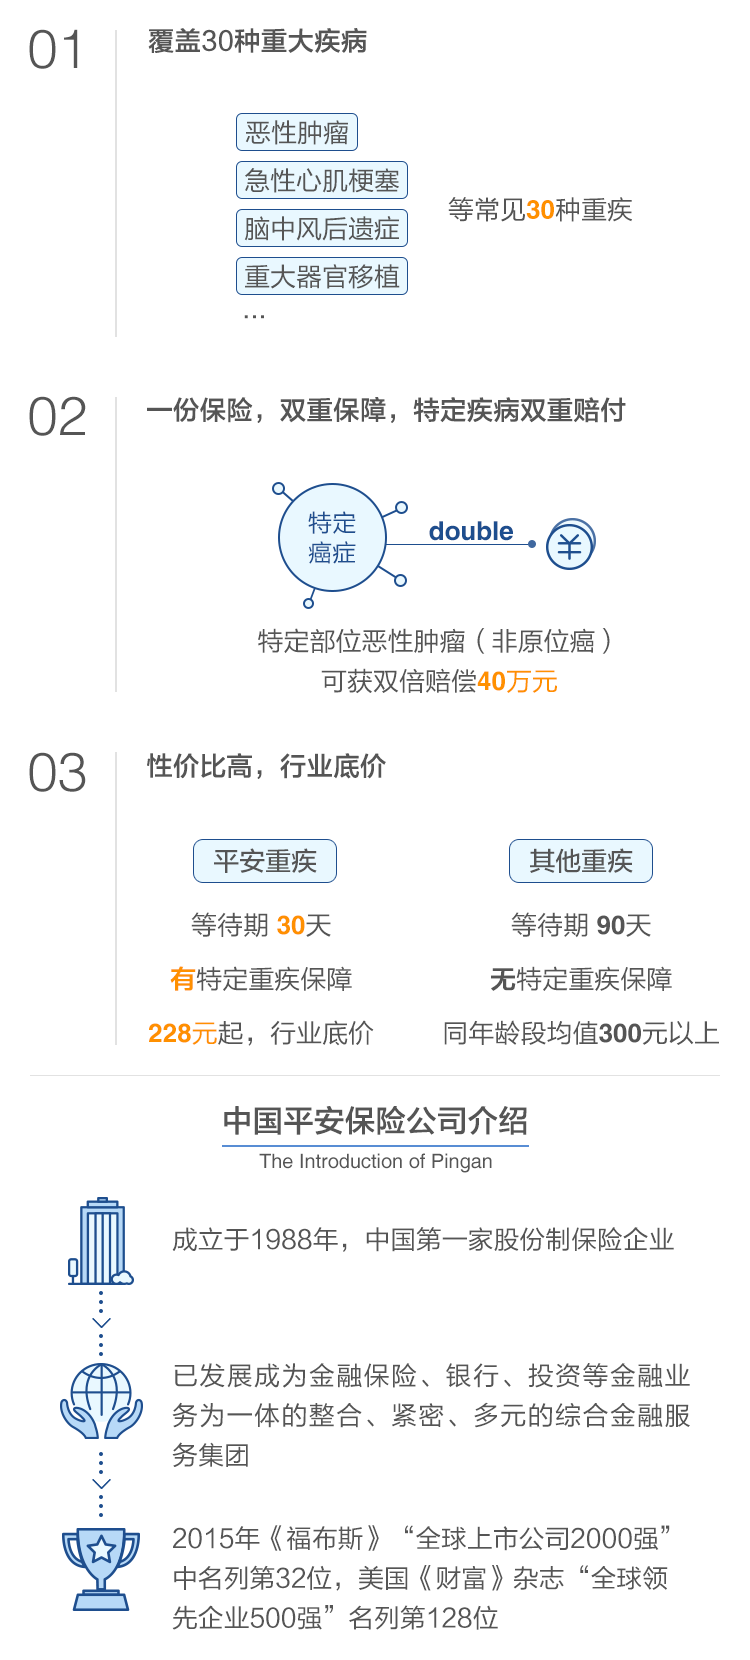 01
覆盖30种重大疾病
恶性肿瘤
急性心肌梗塞
脑中风后遗症
重大器官移植
...
等常见30种重疾
02
一份保险，双重保障，特定疾病双重赔付
特定
癌症
double
¥
特定部位恶性肿瘤（非原位癌）
可获双倍赔偿40万元
03
性价比高，行业底价
平安重疾
等待期 30天
有特定重疾保障
228元起，行业底价
其他重疾
等待期 90天
无特定重疾保障
同年龄段均值300元以上
中国平安保险公司介绍
The Introduction of Pingan
成立于1988年，中国第一家股份制保险企业
已发展成为金融保险、银行、投资等金融业
务为一体的整合、紧密、多元的综合金融服
务集团
2015年《福布斯》“全球上市公司2000强”
中名列第32位，美国《财富》杂志“全球领
先企业500强”名列第128位